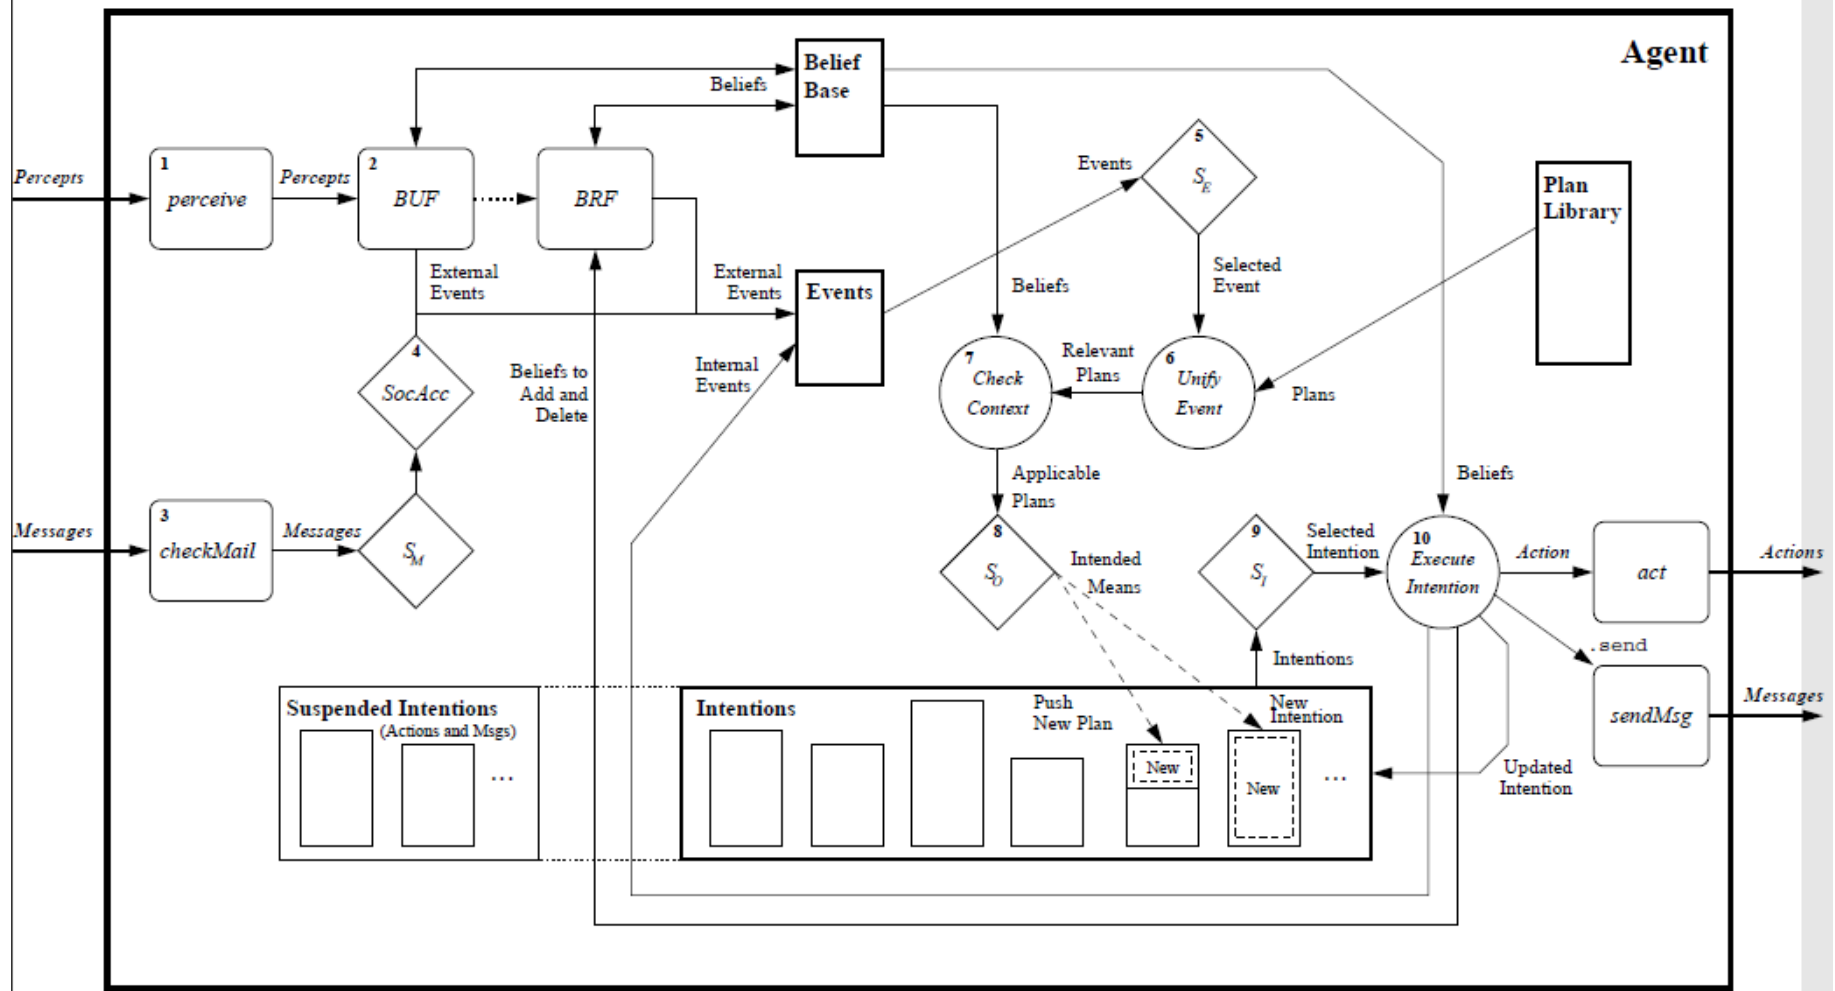 Agent
Belief
Base
Beliefs
1
perceive
Percepts
Percepts
2
BUF
BRF
5
S_E
Events
Plan
Library
External
Events
External
Events
Events
Beliefs
Selected
Event
4
SocAcc
Beliefs to
Add and
Delete
Internal
Events
7
Check
Context
Relevant
Plans
6
Unify
Event
Plans
3
checkMail
Messages
Messages
S_M
Applicable
Plans
Beliefs
8
S_O
Intended
Means
9
S_I
Selected
Intention
10
Execute
Intention
Action
act
Actions
.send
sendMsg
Messages
Intentions
Suspended Intentions
(Actions and Msgs)
...
Intentions
Push
New Plan
New
Intention
New
New
...
Updated
Intention